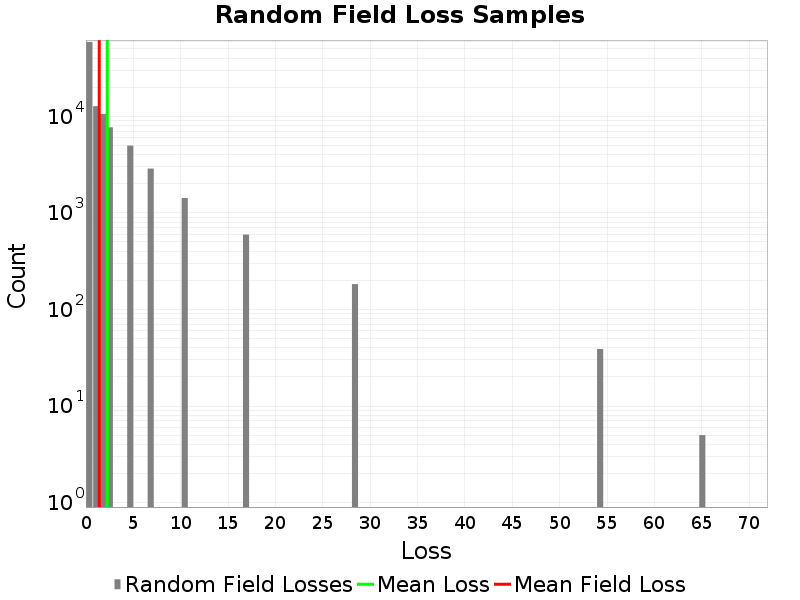 Random Field Loss Samples
Count
10^4
10^3
10^2
10^1
10^0
0 5 10 15 20 25 30 35 40 45 50 55 60 65 70
Loss
Random Field Losses Mean Loss Mean Field Loss